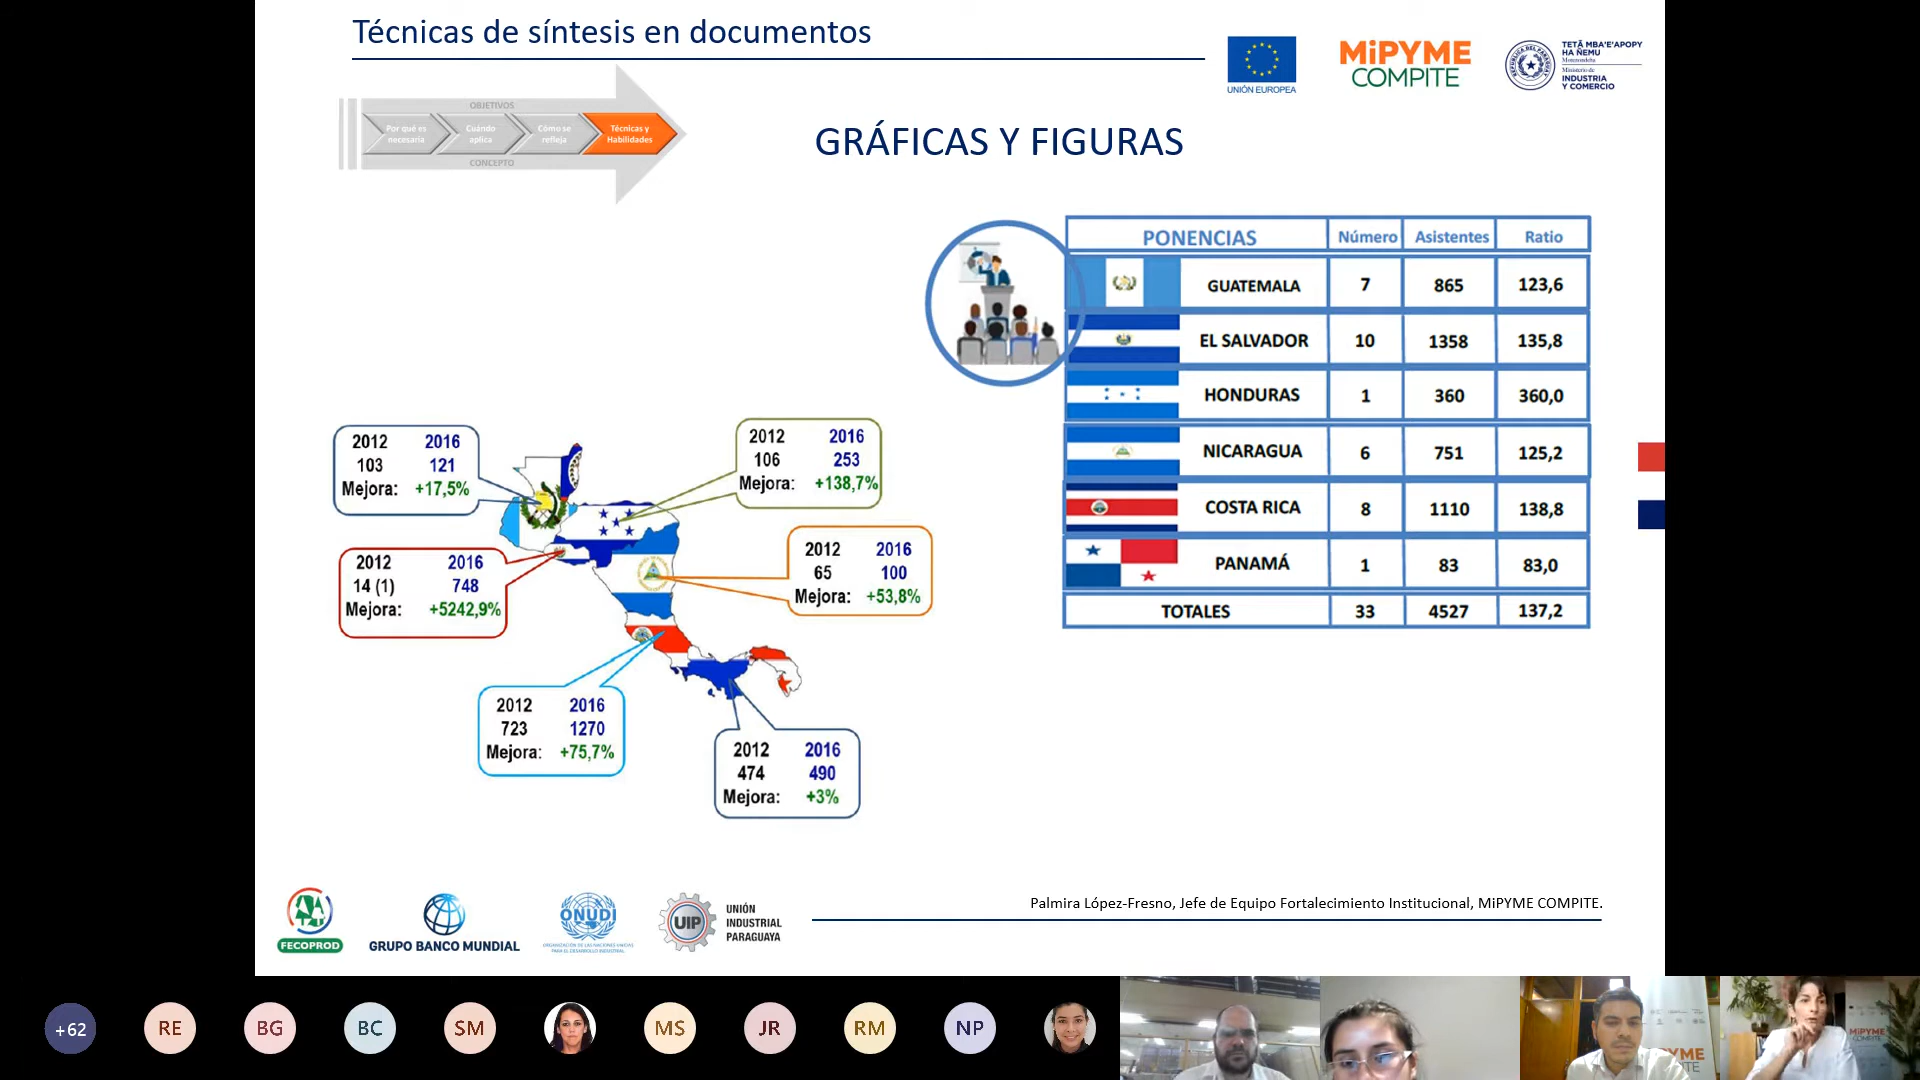 Técnicas de síntesis en documentos
UNIÓN EUROPEA
MiPYME
COMPITE
TETÃ MBA'E'APOPY
HA ÑEMU
Motenondeha
Ministerio de
INDUSTRIA
Y COMERCIO
OBJETIVOS
Por qué es
necesaria
Cuándo
aplica
Cómo se
refleja
Técnicas y
Habilidades
CONCEPTO
GRÁFICAS Y FIGURAS
PONENCIAS Número Asistentes Ratio
GUATEMALA 7 865 123,6
EL SALVADOR 10 1358 135,8
HONDURAS 1 360 360,0
NICARAGUA 6 751 125,2
COSTA RICA 8 1110 138,8
PANAMÁ 1 83 83,0
TOTALES 33 4527 137,2
2012 2016
103 121
Mejora: +17,5%
2012 2016
106 253
Mejora: +138,7%
2012 2016
14 (1) 748
Mejora: +5242,9%
2012 2016
65 100
Mejora: +53,8%
2012 2016
723 1270
Mejora: +75,7%
2012 2016
474 490
Mejora: +3%
FECOPROD
GRUPO BANCO MUNDIAL
ONUDI
ORGANIZACIÓN DE LAS NACIONES UNIDAS
PARA EL DESARROLLO INDUSTRIAL
UIP
UNIÓN
INDUSTRIAL
PARAGUAYA
Palmira López-Fresno, Jefe de Equipo Fortalecimiento Institucional, MiPYME COMPITE.
+62
RE
BG
BC
SM
MS
JR
RM
NP
MiPYME
COMPITE